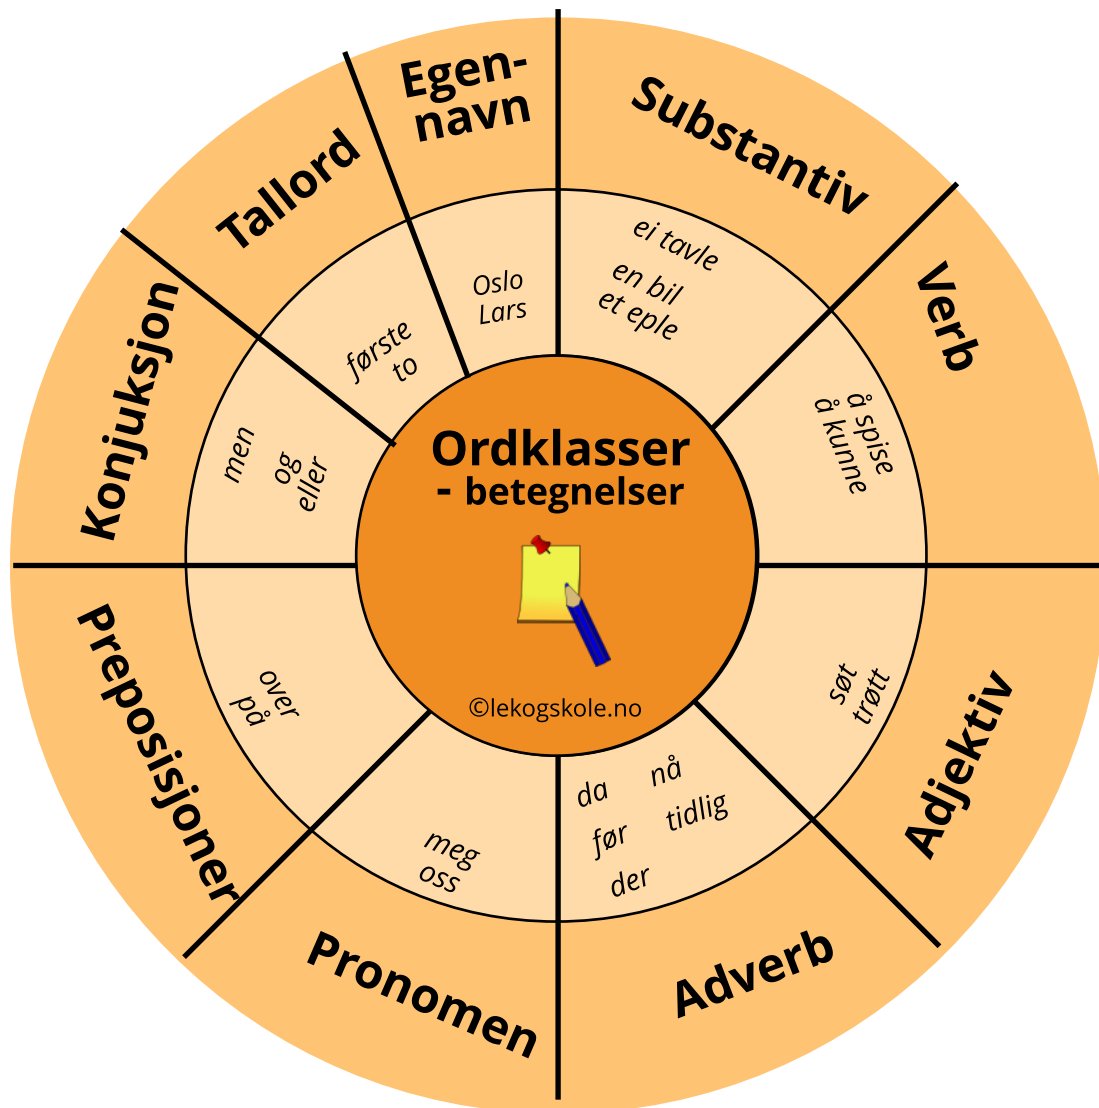 Ordklasser
- betegnelser
©lekogskole.no
Substantiv
ei tavle
en bil
et eple
Verb
å spise
å kunne
Adjektiv
søt
trøtt
Adverb
da nå
før tidlig
der
Pronomen
meg
oss
Preposisjoner
over
på
Konjuksjon
men
og
eller
Tallord
første
to
Egen-
navn
Oslo
Lars